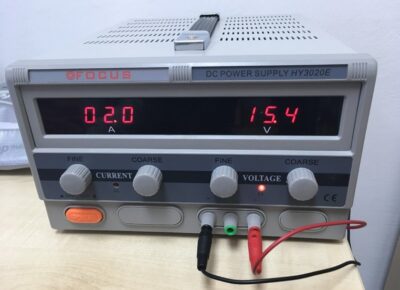 FOCUS
DC POWER SUPPLY HY3020E
02.0
A
15.4
V
FINE
COARSE
FINE
COARSE
CURRENT
VOLTAGE
CE